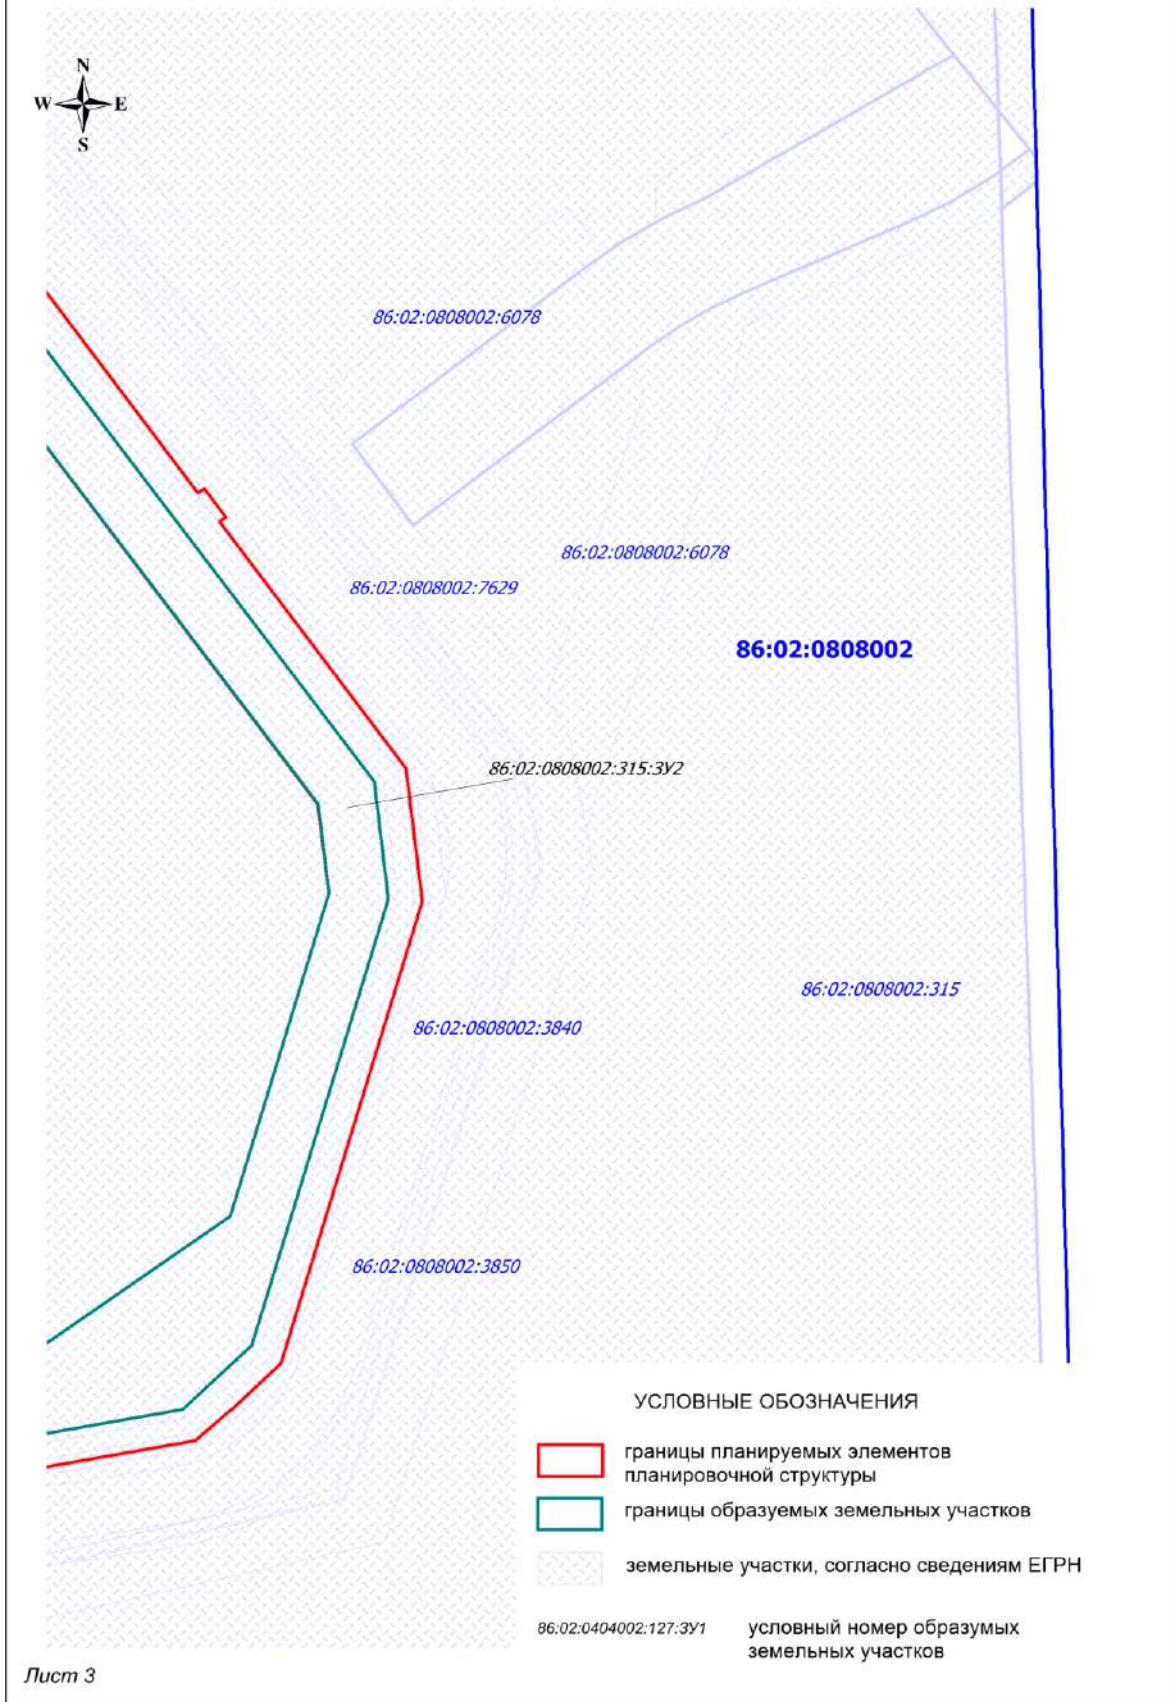 N
W E
S
86:02:0808002:6078
86:02:0808002:6078
86:02:0808002:7629
86:02:0808002
86:02:0808002:315:ЗУ2
86:02:0808002:315
86:02:0808002:3840
86:02:0808002:3850
УСЛОВНЫЕ ОБОЗНАЧЕНИЯ
границы планируемых элементов
планировочной структуры
границы образуемых земельных участков
земельные участки, согласно сведениям ЕГРН
86:02:0404002:127:ЗУ1 условный номер образумых
земельных участков
Лист 3